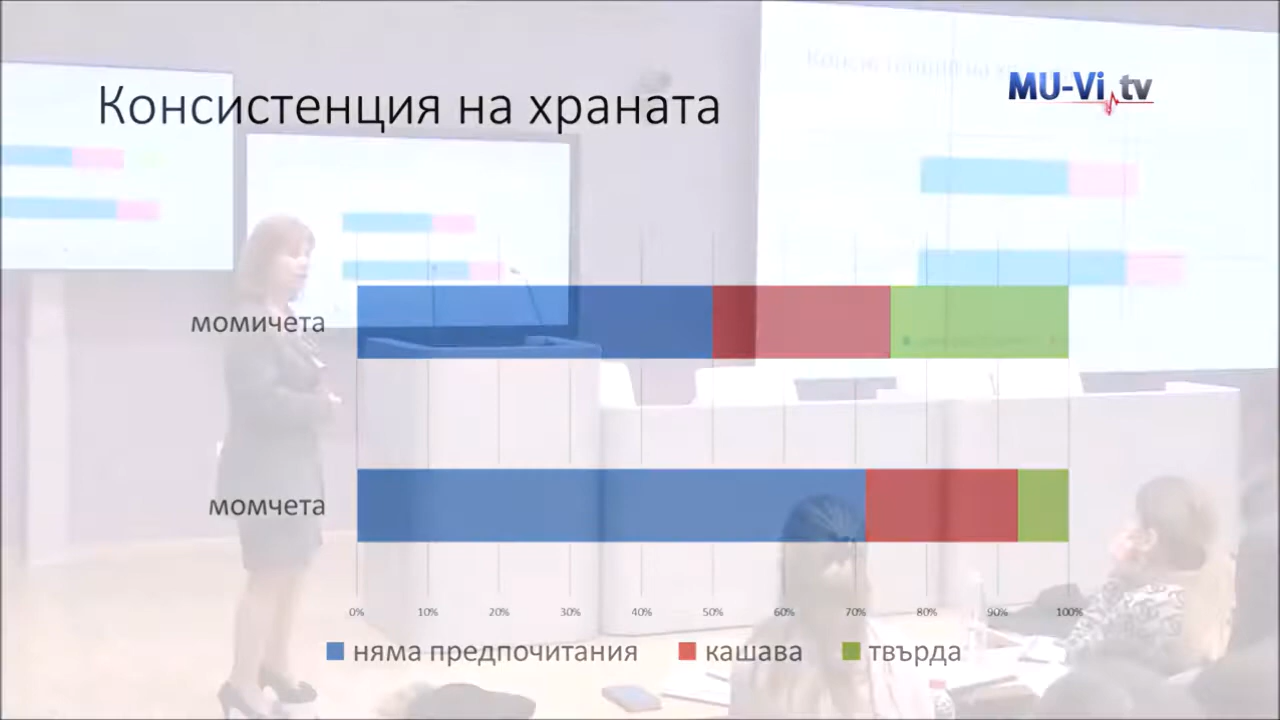 Консистенция на храната
MU-Vi.tv
момичета
момчета
0% 10% 20% 30% 40% 50% 60% 70% 80% 90% 100%
няма предпочитания кашава твърда